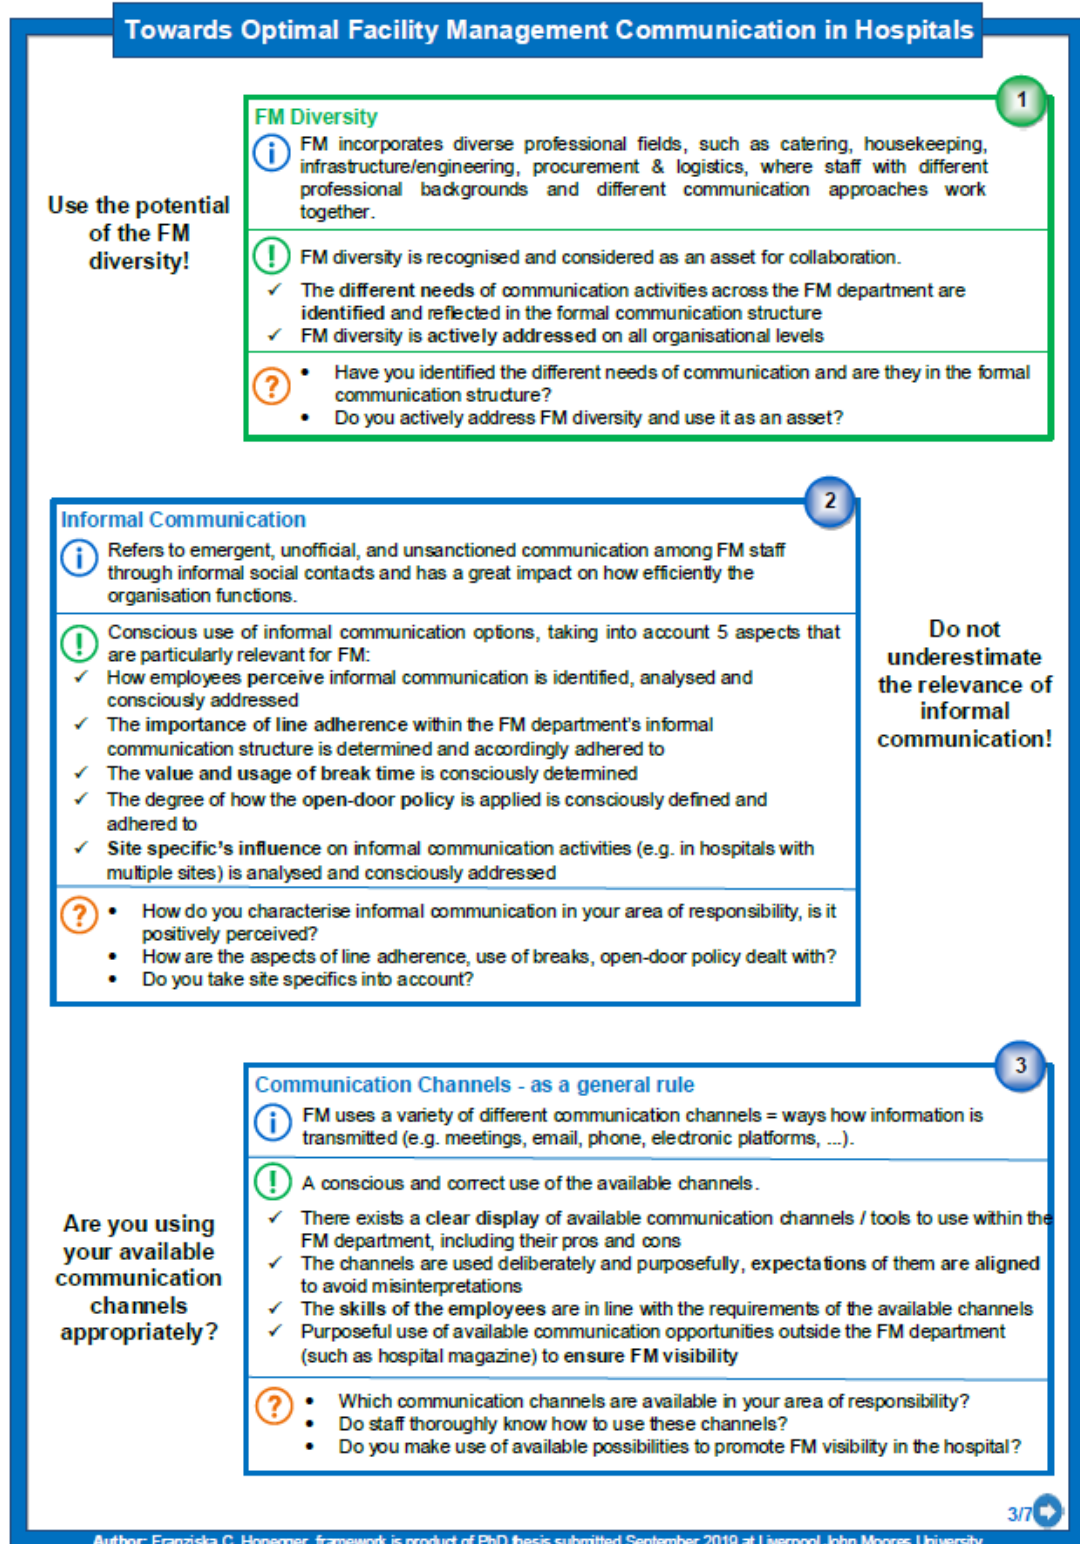 Towards Optimal Facility Management Communication in Hospitals
1
FM Diversity
FM incorporates diverse professional fields, such as catering, housekeeping,
infrastructure/engineering, procurement & logistics, where staff with different
professional backgrounds and different communication approaches work
together.
Use the potential
of the FM
diversity!
FM diversity is recognised and considered as an asset for collaboration.
✓ The different needs of communication activities across the FM department are
identified and reflected in the formal communication structure
✓ FM diversity is actively addressed on all organisational levels
• Have you identified the different needs of communication and are they in the formal
communication structure?
• Do you actively address FM diversity and use it as an asset?
2
Informal Communication
Refers to emergent, unofficial, and unsanctioned communication among FM staff
through informal social contacts and has a great impact on how efficiently the
organisation functions.
Conscious use of informal communication options, taking into account 5 aspects that
are particularly relevant for FM:
✓ How employees perceive informal communication is identified, analysed and
consciously addressed
✓ The importance of line adherence within the FM department's informal
communication structure is determined and accordingly adhered to
✓ The value and usage of break time is consciously determined
✓ The degree of how the open-door policy is applied is consciously defined and
adhered to
✓ Site specific's influence on informal communication activities (e.g. in hospitals with
multiple sites) is analysed and consciously addressed
Do not
underestimate
the relevance of
informal
communication!
• How do you characterise informal communication in your area of responsibility, is it
positively perceived?
• How are the aspects of line adherence, use of breaks, open-door policy dealt with?
• Do you take site specifics into account?
3
Communication Channels - as a general rule
FM uses a variety of different communication channels = ways how information is
transmitted (e.g. meetings, email, phone, electronic platforms, ...).
A conscious and correct use of the available channels.
✓ There exists a clear display of available communication channels / tools to use within the
FM department, including their pros and cons
✓ The channels are used deliberately and purposefully, expectations of them are aligned
to avoid misinterpretations
✓ The skills of the employees are in line with the requirements of the available channels
✓ Purposeful use of available communication opportunities outside the FM department
(such as hospital magazine) to ensure FM visibility
Are you using
your available
communication
channels
appropriately?
• Which communication channels are available in your area of responsibility?
• Do staff thoroughly know how to use these channels?
• Do you make use of available possibilities to promote FM visibility in the hospital?
3/7
Author: Franziska C. Honegger, framework is product of PhD thesis submitted September 2019 at Liverpool John Moores University